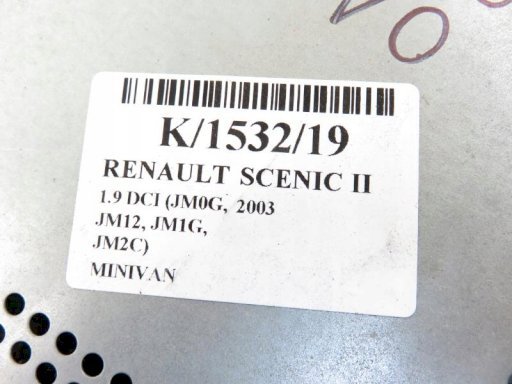 K/1532/19
RENAULT SCENIC II
1.9 DCI (JM0G, 2003
JM12, JM1G,
JM2C)
MINIVAN